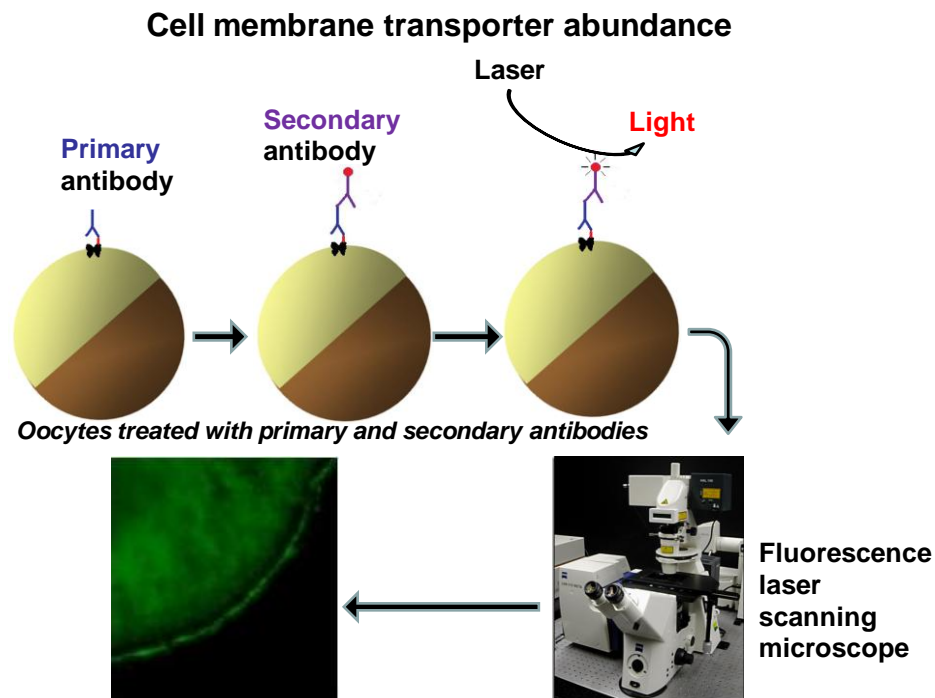 Cell membrane transporter abundance
Laser
Secondary
antibody
Light
Primary
antibody
Oocytes treated with primary and secondary antibodies
Fluorescence
laser
scanning
microscope